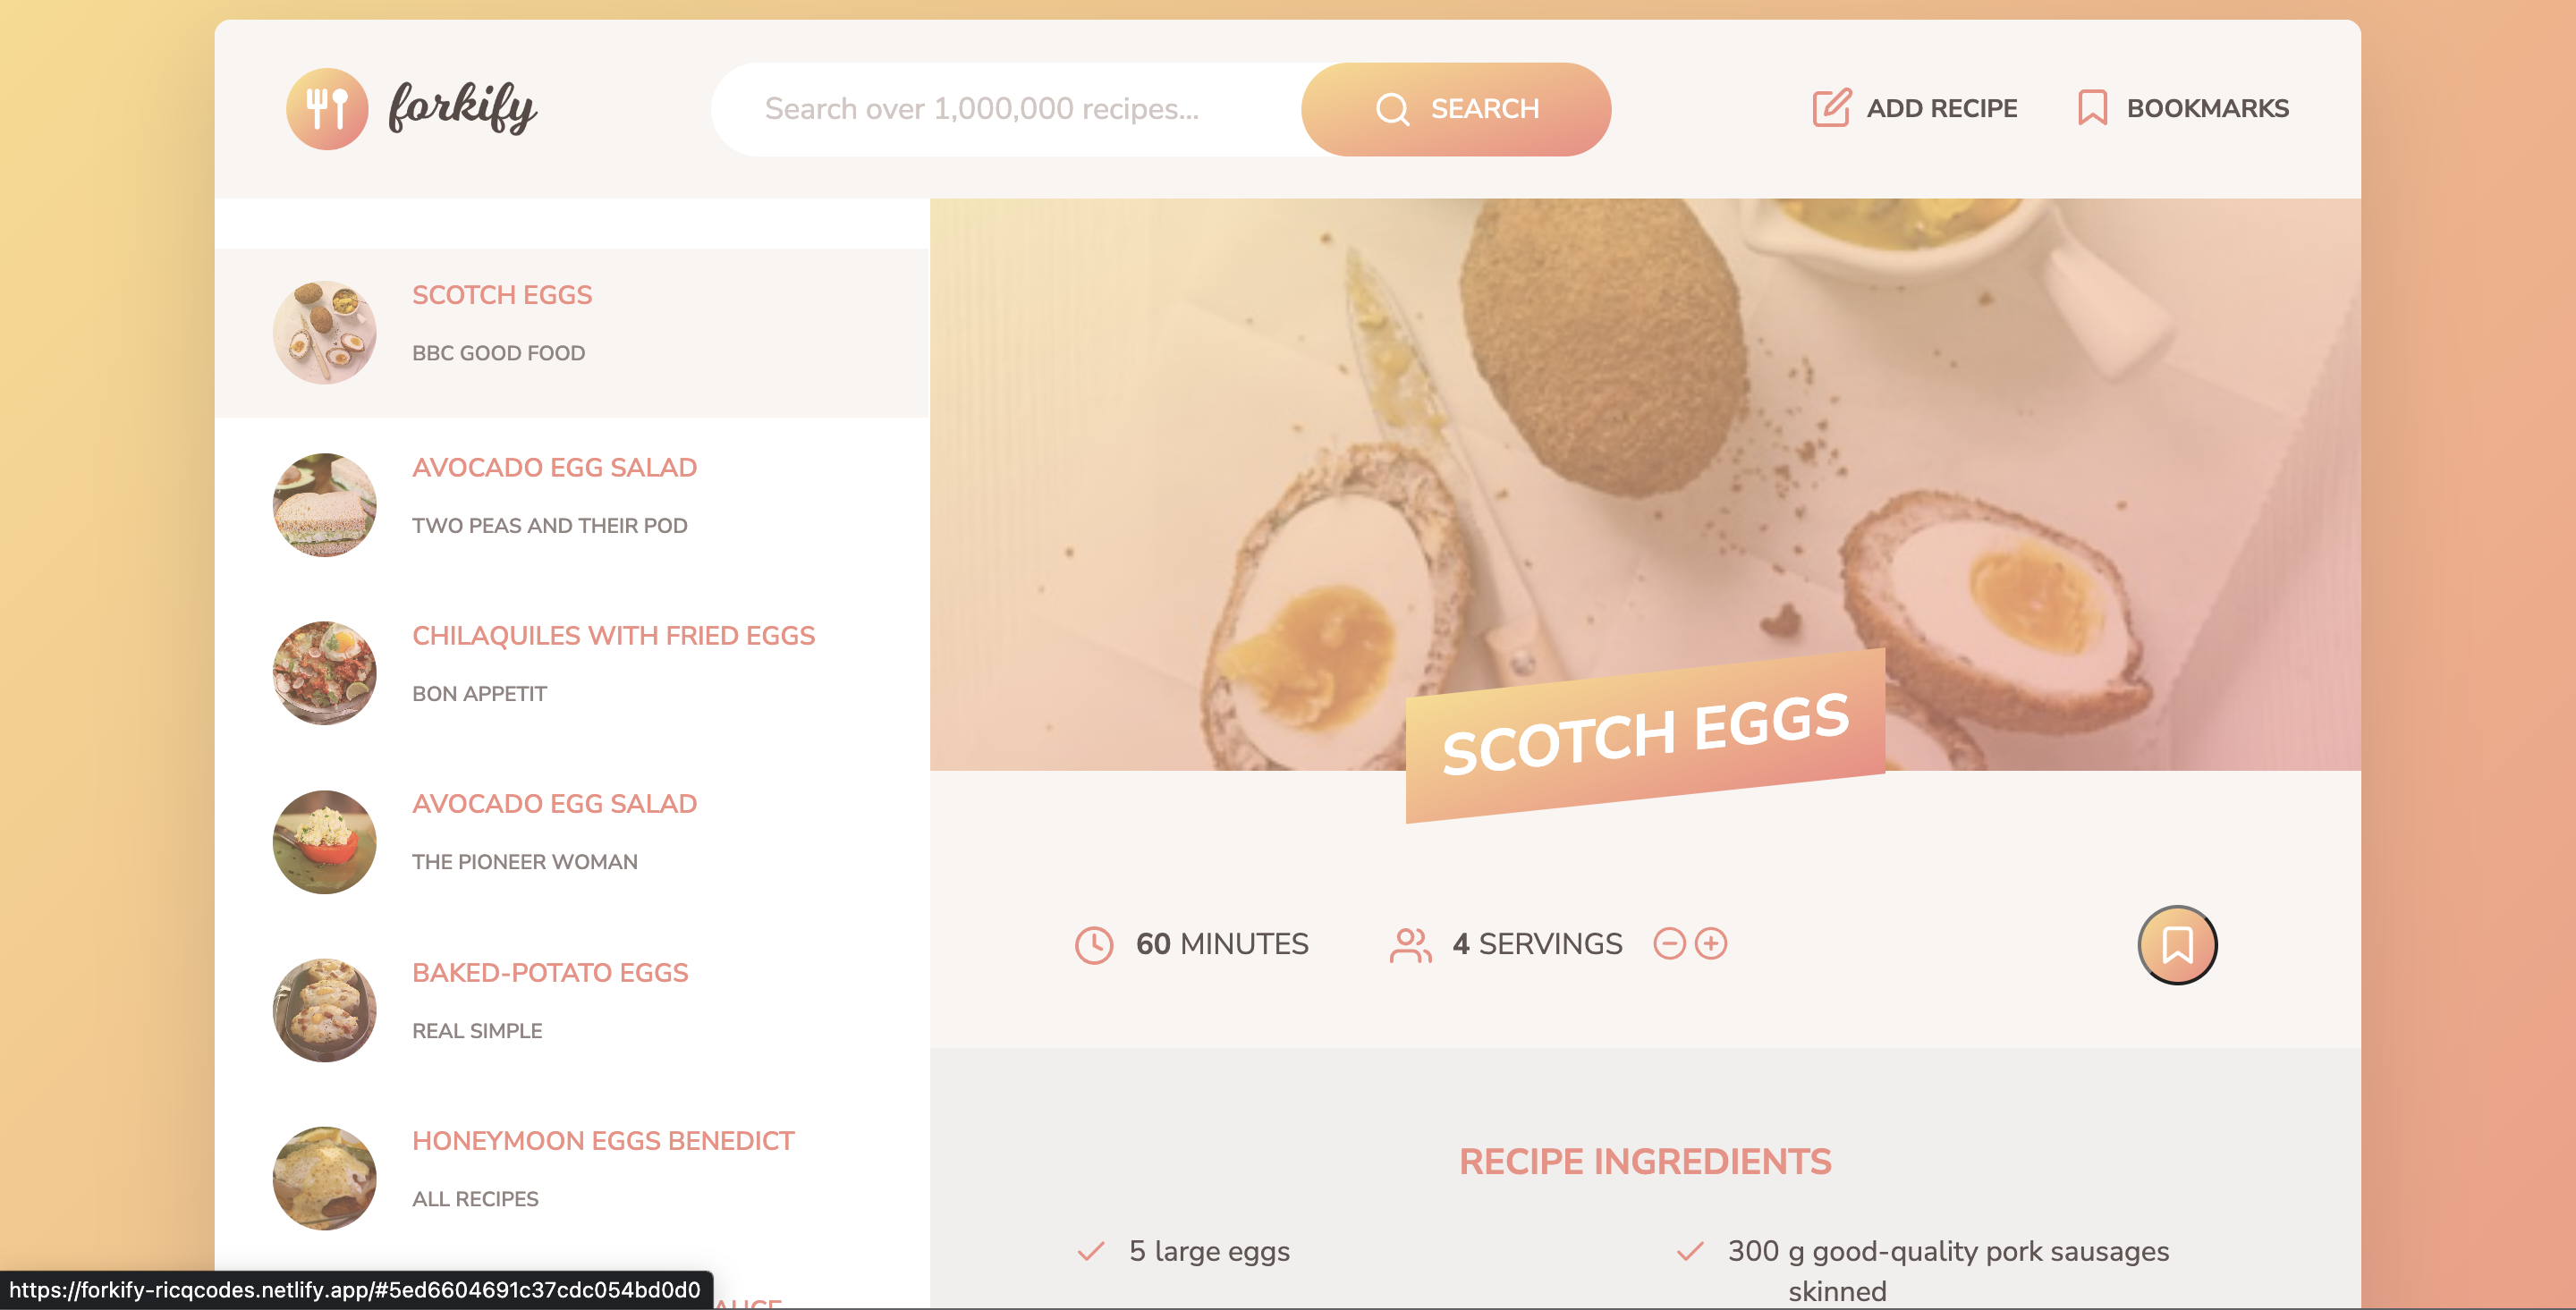 forkify
Search over 1,000,000 recipes...
SEARCH
ADD RECIPE
BOOKMARKS
SCOTCH EGGS
BBC GOOD FOOD
AVOCADO EGG SALAD
TWO PEAS AND THEIR POD
CHILAQUILES WITH FRIED EGGS
BON APPETIT
AVOCADO EGG SALAD
THE PIONEER WOMAN
BAKED-POTATO EGGS
REAL SIMPLE
HONEYMOON EGGS BENEDICT
ALL RECIPES
https://forkify-ricqcodes.netlify.app/#5ed6604691c37cdc054bd0d0
SCOTCH EGGS
60 MINUTES
4 SERVINGS
RECIPE INGREDIENTS
5 large eggs
300 g good-quality pork sausages
skinned